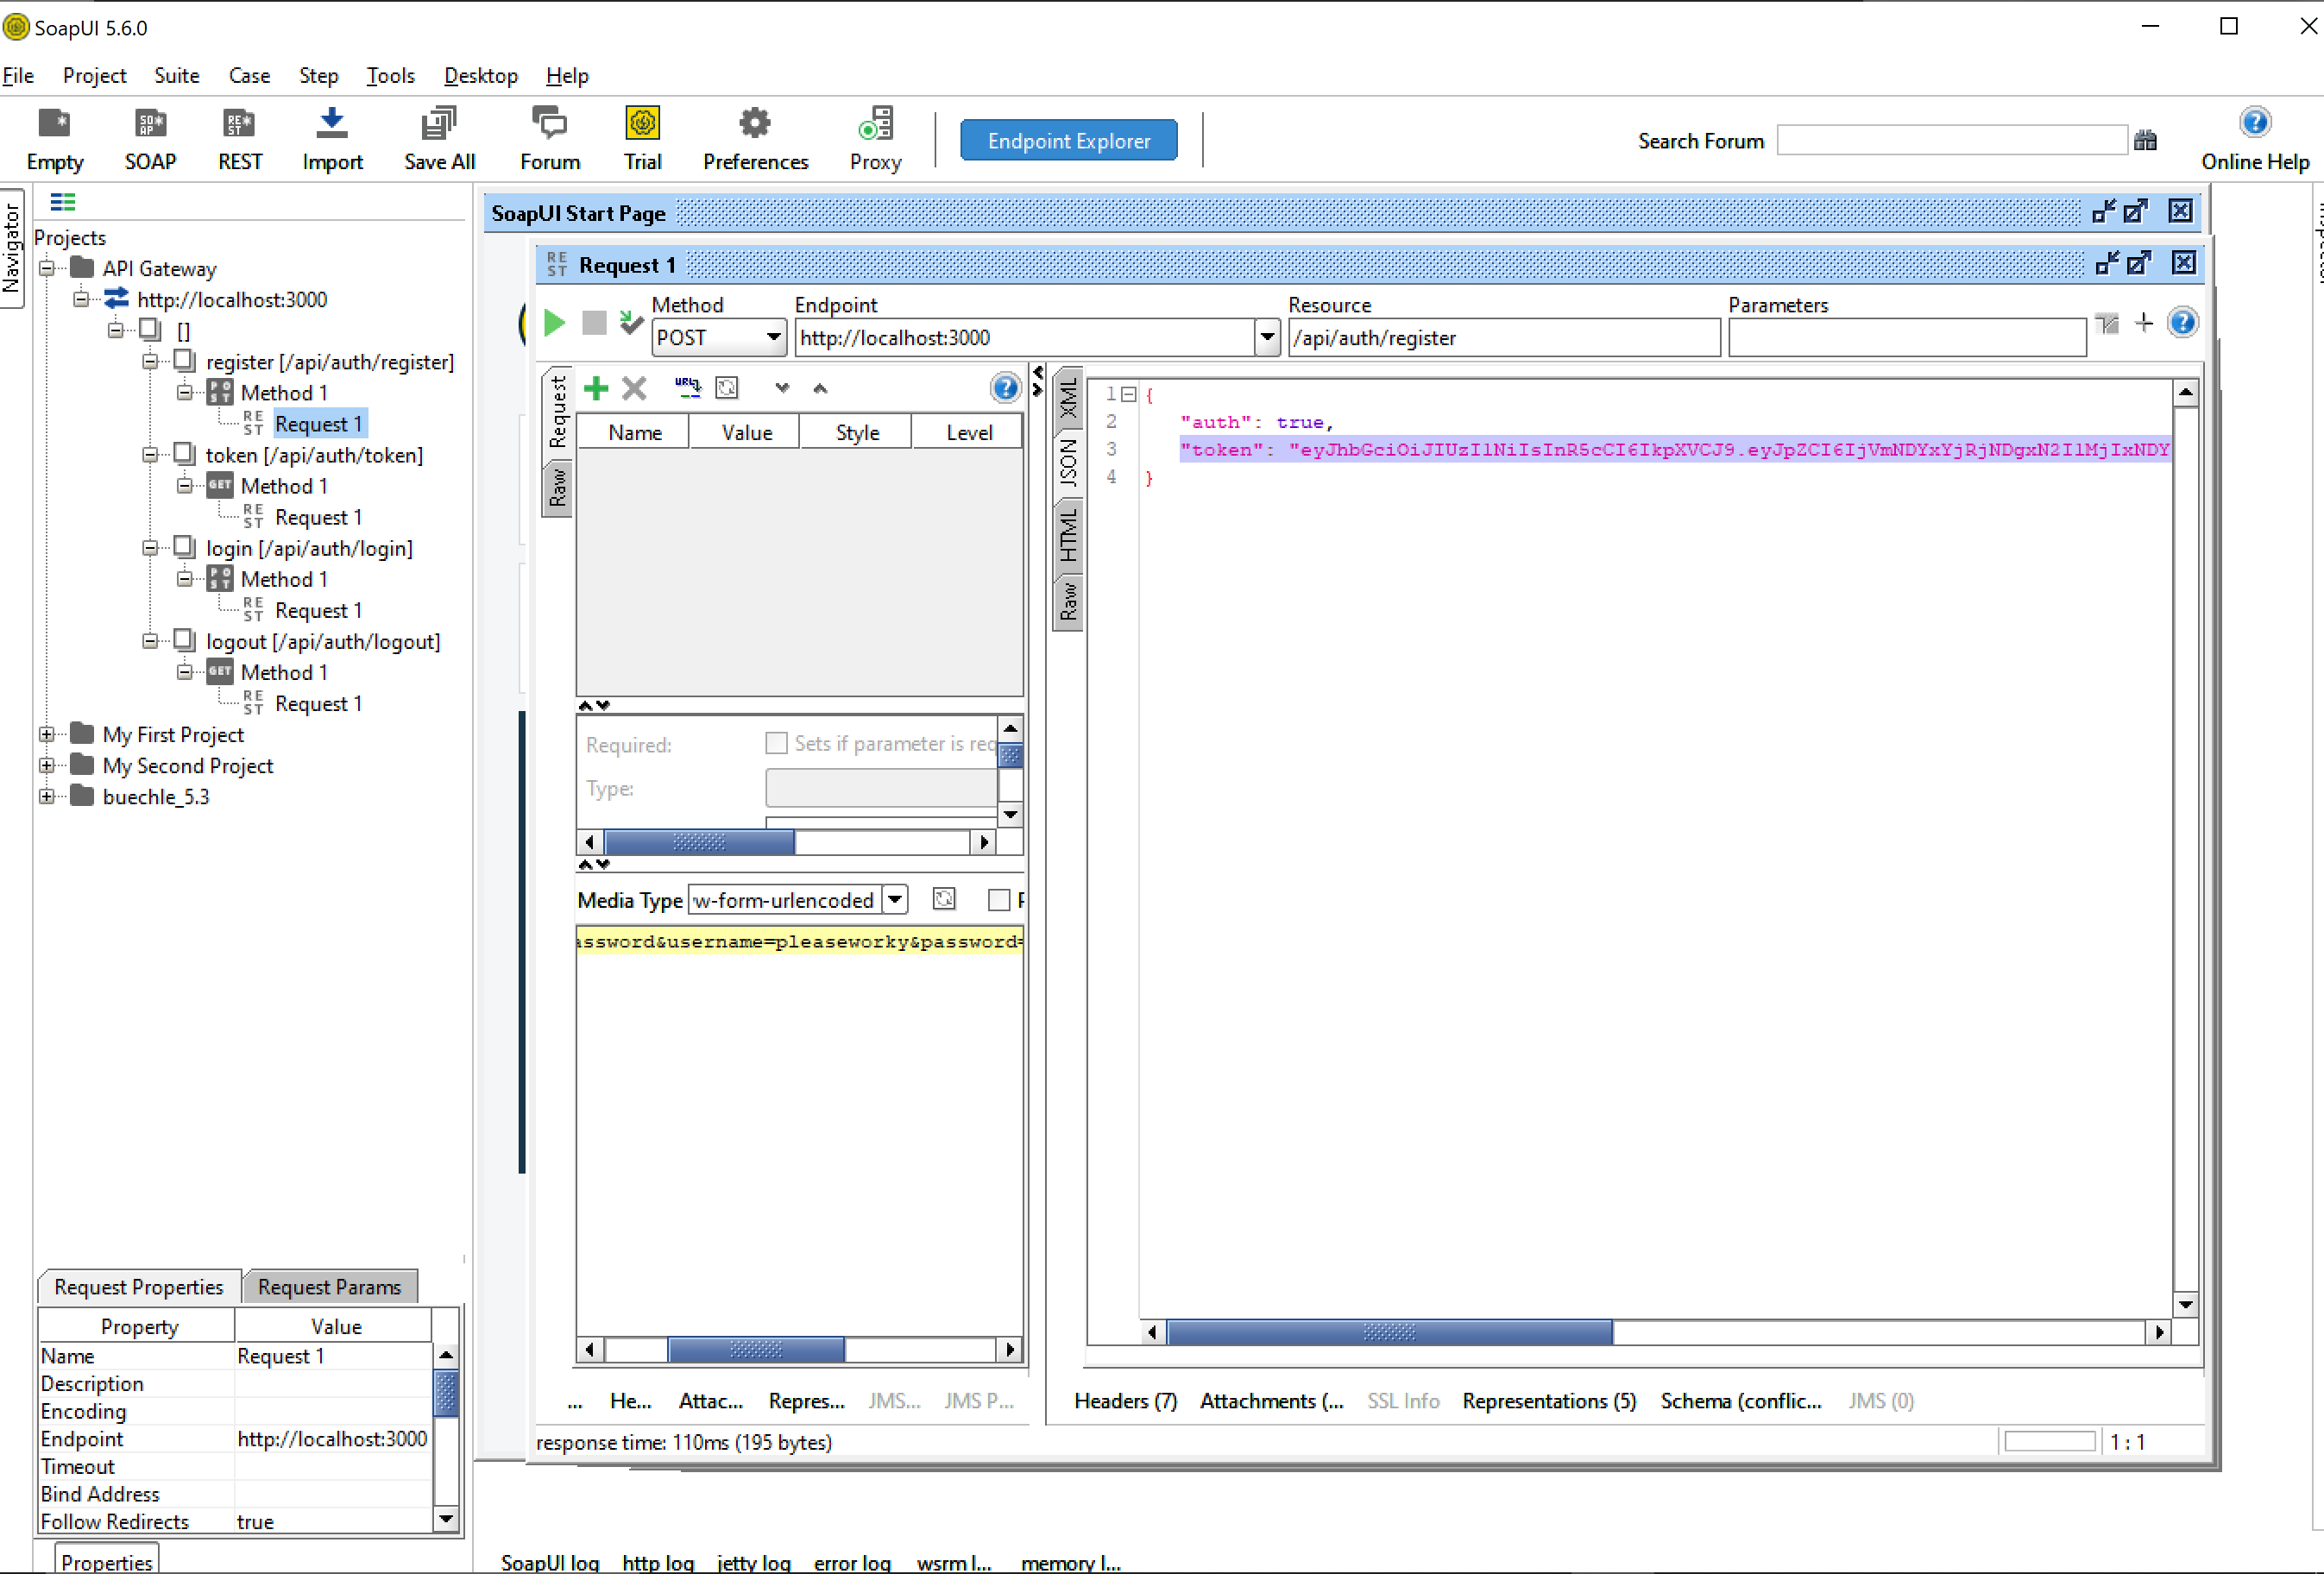 SoapUI 5.6.0
File Project Suite Case Step Tools Desktop Help
Empty SOAP REST Import Save All Forum Trial Preferences Proxy Endpoint Explorer Search Forum Online Help
Navigator
Projects
API Gateway
http://localhost:3000
[]
register [/api/auth/register]
Method 1
Request 1
token [/api/auth/token]
Method 1
Request 1
login [/api/auth/login]
Method 1
Request 1
logout [/api/auth/logout]
Method 1
Request 1
My First Project
My Second Project
buechle_5.3
Request Properties Request Params
Property Value
Name Request 1
Description
Encoding
Endpoint http://localhost:3000
Timeout
Bind Address
Follow Redirects true
Properties
SoapUI Start Page
REST Request 1
Method Endpoint Resource Parameters
POST http://localhost:3000 /api/auth/register
Request
Raw
Name Value Style Level
Required: Sets if parameter is req
Type:
Media Type w-form-urlencoded
assword&username=pleaseworky&password=
... He... Attac... Repres... JMS... JMS P...
XML
JSON
HTML
Raw
1 {
2 "auth": true,
3 "token": "eyJhbGciOiJIUzI1NiIsInR5cCI6IkpXVCJ9.eyJpZCI6IjVmNDYxYjRjNDgxN2I1MjIxNDY
4 }
Headers (7) Attachments (... SSL Info Representations (5) Schema (conflic... JMS (0)
response time: 110ms (195 bytes) 1 : 1
SoapUI log http log jetty log error log wsrm l... memory l...